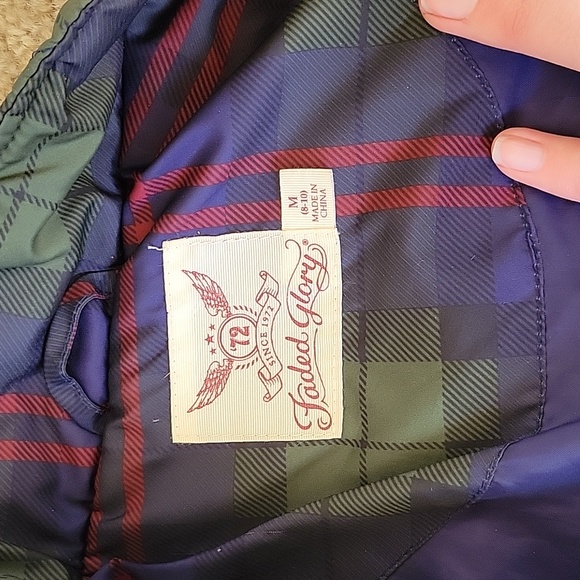 M
(8-10)
MADE IN
CHINA
'72
SINCE 1972
Faded Glory®